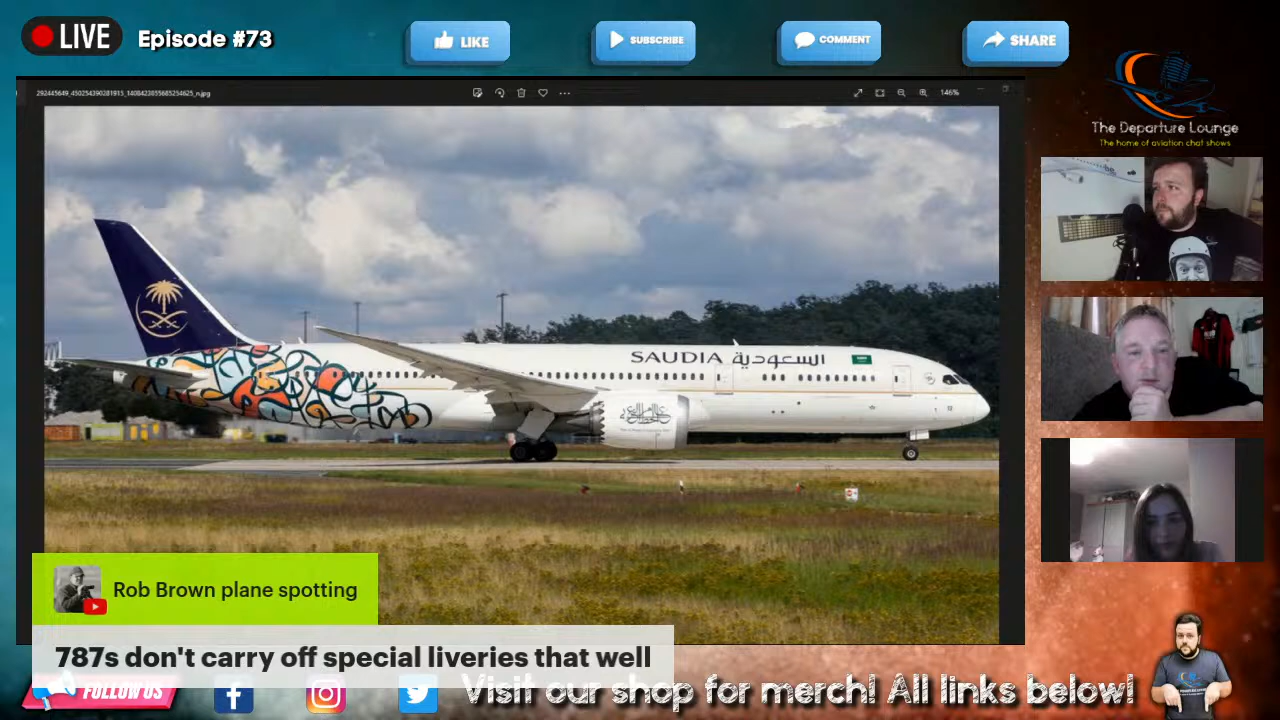 LIVE
Episode #73
LIKE
SUBSCRIBE
COMMENT
SHARE
146%
The Departure Lounge
The home of aviation chat shows
SAUDIA السعودية
Rob Brown plane spotting
787s don't carry off special liveries that well
FOLLOW US
Visit our shop for merch! All links below!